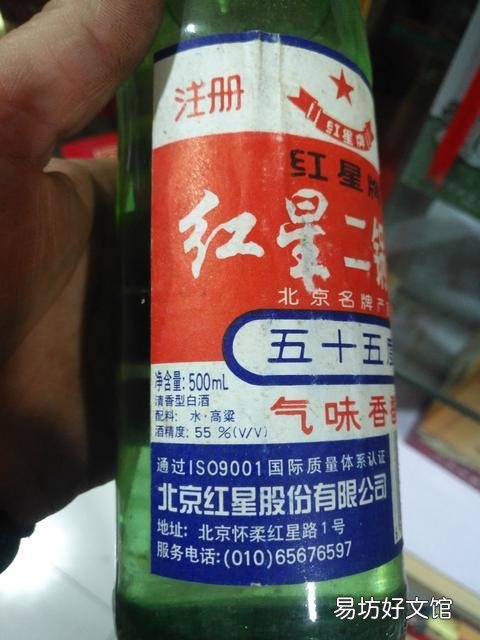 注册
红星牌
红星牌
红星二锅
北京名牌产
五十五度
净含量:500mL
清香型白酒
配料: 水·高粱
酒精度: 55 %(V/V)
气味香
通过ISO9001国际质量体系认证
北京红星股份有限公司
地址: 北京怀柔红星路1号
服务电话:(010)65676597
易坊好文馆